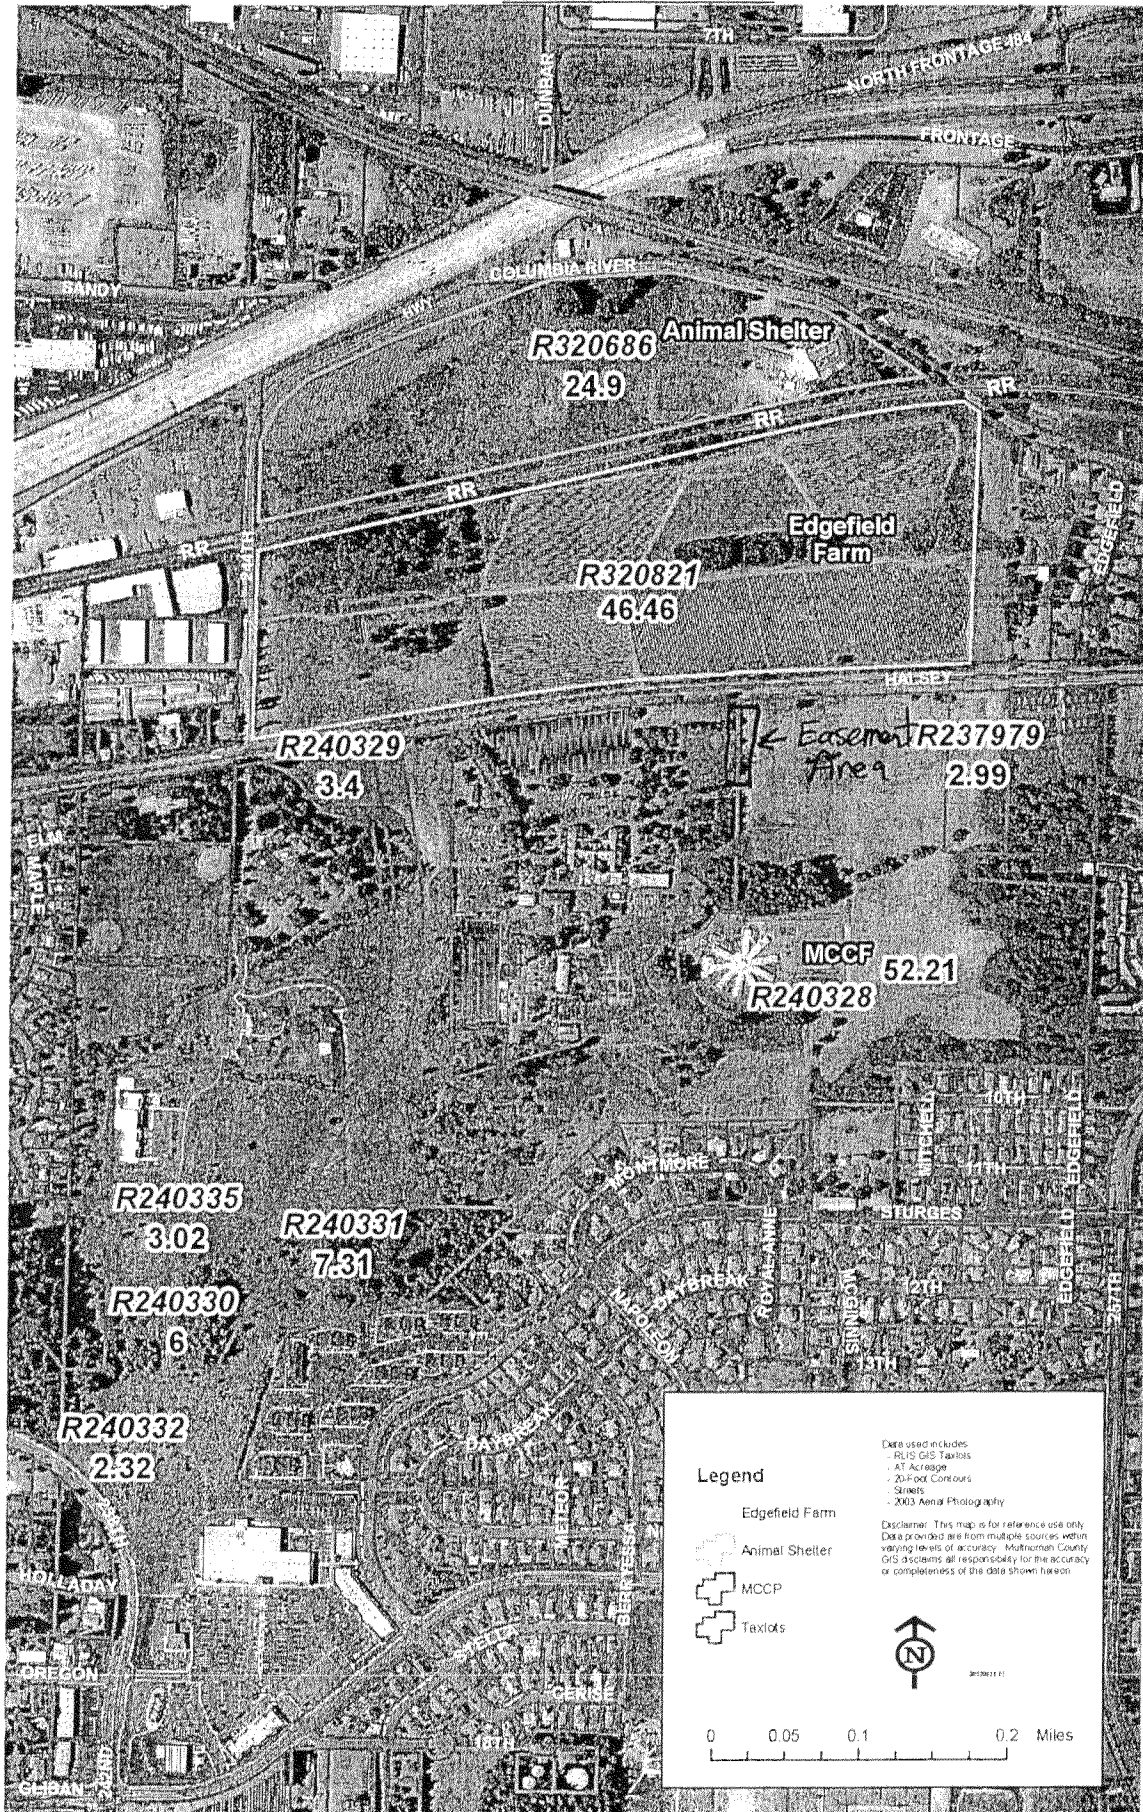 7TH
DUNBAR
NORTH FRONTAGE I84
FRONTAGE
COLUMBIA RIVER
SANDY
HWY
R320686
24.9
Animal Shelter
RR
RR
RR
RR
244TH
Edgefield
Farm
EDGEFIELD
R320821
46.46
HALSEY
R240329
3.4
← Easement
Area
R237979
2.99
ELM
MAPLE
MCCF
52.21
R240328
10TH
MITCHELL
EDGEFIELD
11TH
MONTMORE
R240335
3.02
R240331
7.31
STURGES
ROYAL ANNE
DAYBREAK
NAPOLEON
MCGINNIS
12TH
EDGEFIELD
257TH
R240330
6
13TH
R240332
2.32
DAYBREAK
METEOR
BERRYESSA
HOLLADAY
STELLA
OREGON
CERISE
18TH
242ND
GLISAN
Legend
Edgefield Farm
Animal Shelter
MCCP
Taxlots
Data used includes
- RLIS GIS Taxlots
- AT Acreage
- 20-Foot Contours
- Streets
- 2003 Aerial Photography
Disclaimer: This map is for reference use only.
Data provided are from multiple sources within
varying levels of accuracy. Multnomah County
GIS disclaims all responsibility for the accuracy
or completeness of the data shown hereon.
N
0 0.05 0.1 0.2 Miles